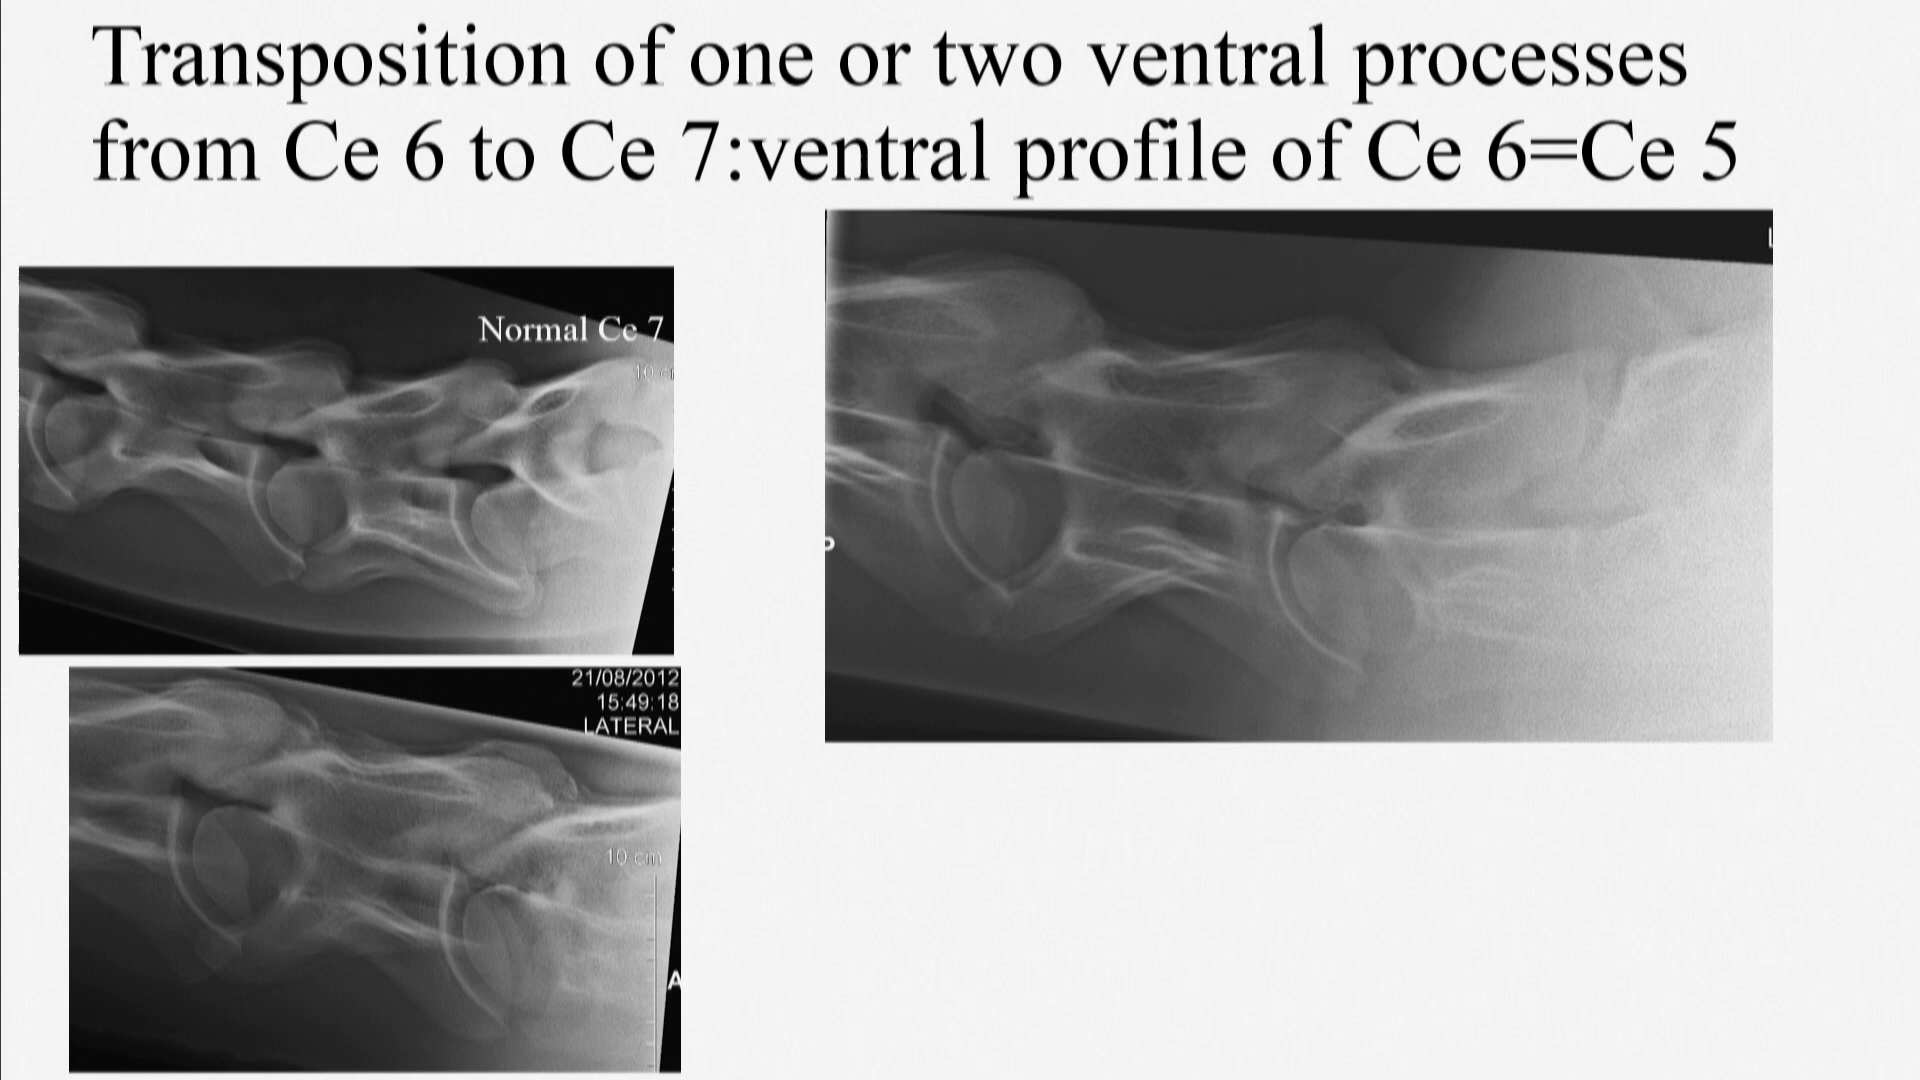 Transposition of one or two ventral processes
from Ce 6 to Ce 7:ventral profile of Ce 6=Ce 5
L
Normal Ce 7
10 c
P
21/08/2012
15:49:18
LATERAL
10 cm
A